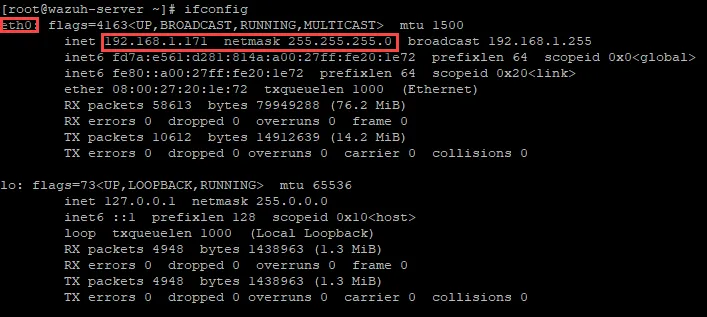 [root@wazuh-server ~]# ifconfig
eth0: flags=4163<UP,BROADCAST,RUNNING,MULTICAST>  mtu 1500
        inet 192.168.1.171  netmask 255.255.255.0  broadcast 192.168.1.255
        inet6 fd7a:e561:d281:814a:a00:27ff:fe20:1e72  prefixlen 64  scopeid 0x0<global>
        inet6 fe80::a00:27ff:fe20:1e72  prefixlen 64  scopeid 0x20<link>
        ether 08:00:27:20:1e:72  txqueuelen 1000  (Ethernet)
        RX packets 58613  bytes 79949288 (76.2 MiB)
        RX errors 0  dropped 0  overruns 0  frame 0
        TX packets 10612  bytes 14912639 (14.2 MiB)
        TX errors 0  dropped 0 overruns 0  carrier 0  collisions 0
lo: flags=73<UP,LOOPBACK,RUNNING>  mtu 65536
        inet 127.0.0.1  netmask 255.0.0.0
        inet6 ::1  prefixlen 128  scopeid 0x10<host>
        loop  txqueuelen 1000  (Local Loopback)
        RX packets 4948  bytes 1438963 (1.3 MiB)
        RX errors 0  dropped 0  overruns 0  frame 0
        TX packets 4948  bytes 1438963 (1.3 MiB)
        TX errors 0  dropped 0 overruns 0  carrier 0  collisions 0